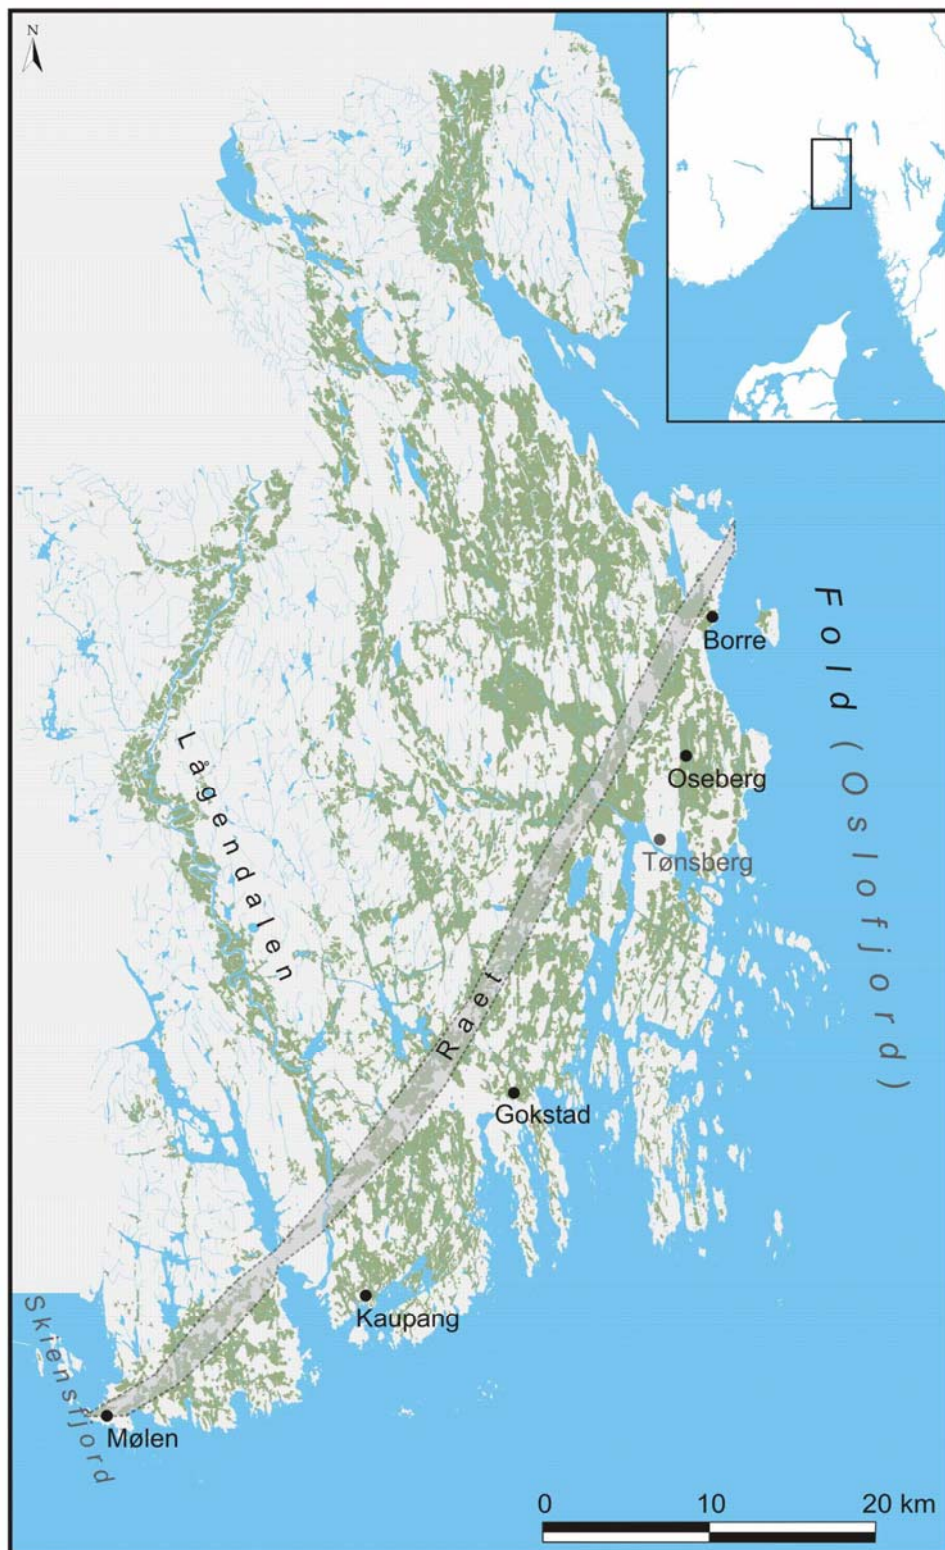 N
Fold (Oslofjord)
Borre
Oseberg
Lågendalen
Tønsberg
Raet
Gokstad
Kaupang
Skiensfjord
Mølen
0 10 20 km